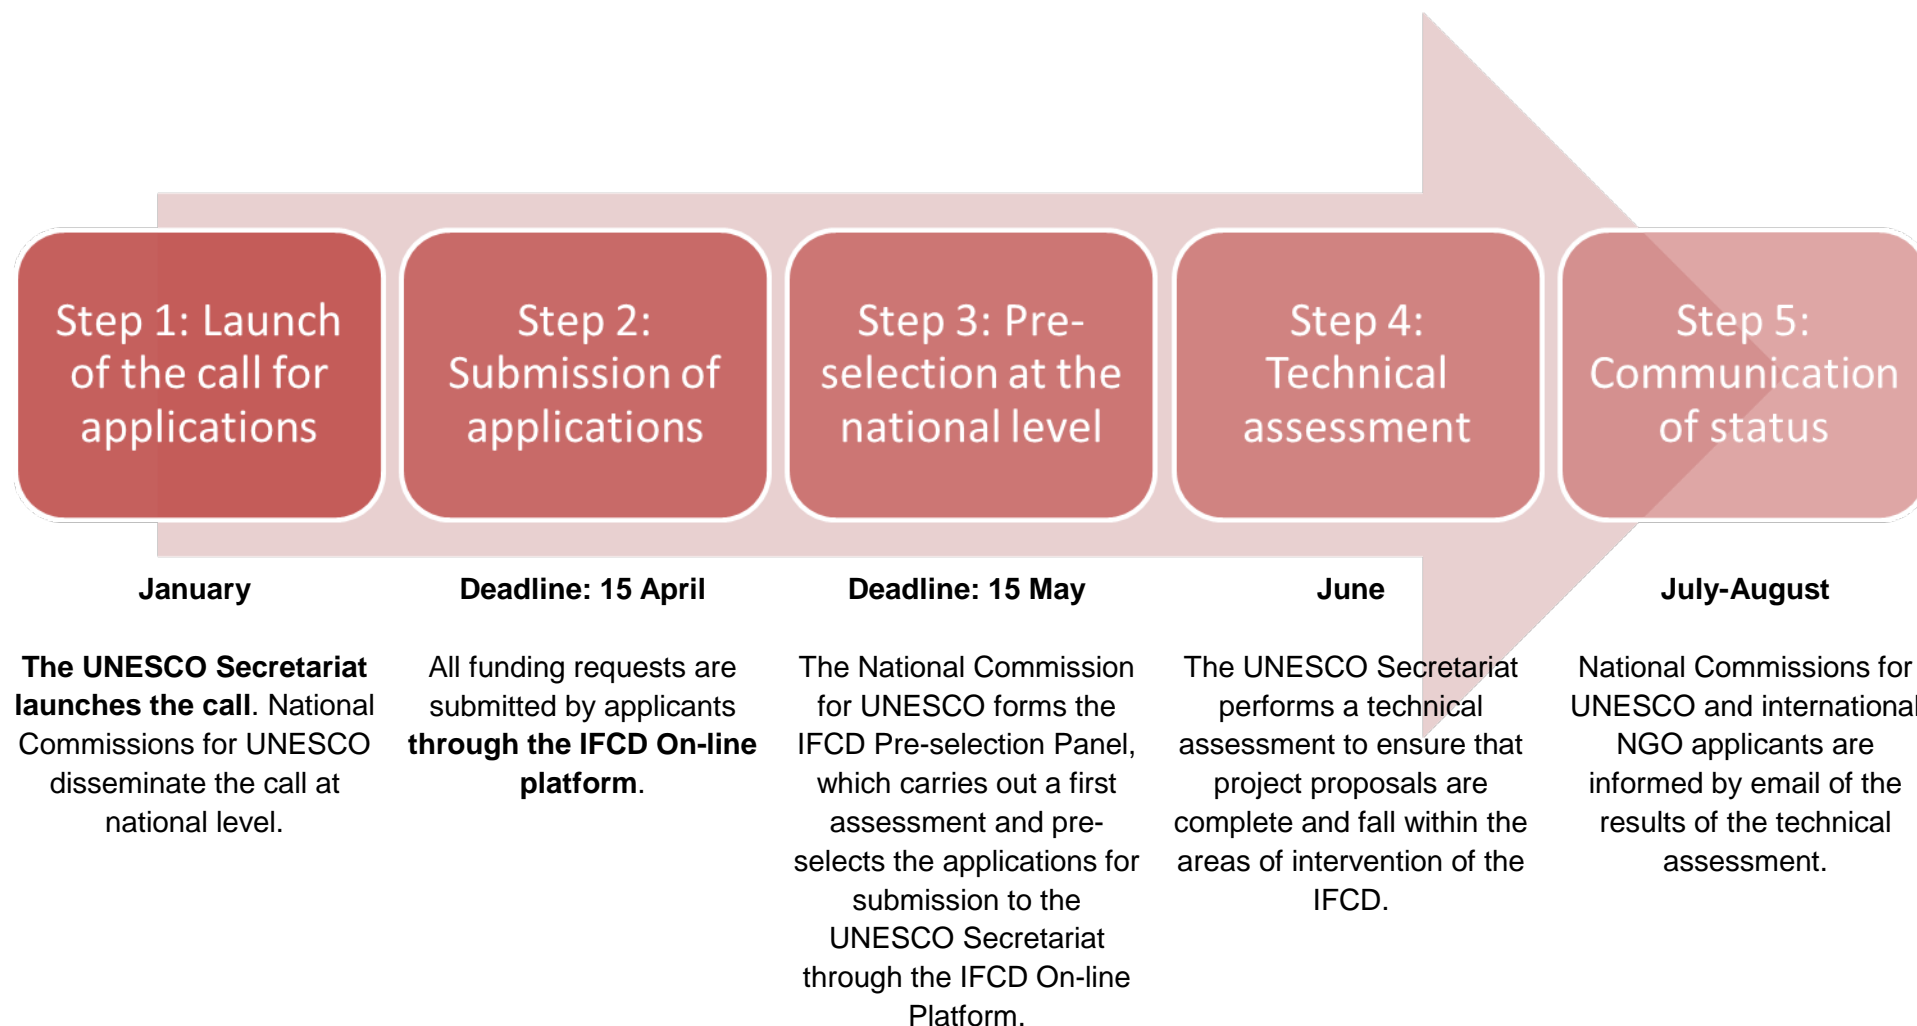 Step 1: Launch
of the call for
applications
Step 2:
Submission of
applications
Step 3: Pre-
selection at the
national level
Step 4:
Technical
assessment
Step 5:
Communication
of status
January
The UNESCO Secretariat
launches the call. National
Commissions for UNESCO
disseminate the call at
national level.
Deadline: 15 April
All funding requests are
submitted by applicants
through the IFCD On-line
platform.
Deadline: 15 May
The National Commission
for UNESCO forms the
IFCD Pre-selection Panel,
which carries out a first
assessment and pre-
selects the applications for
submission to the
UNESCO Secretariat
through the IFCD On-line
Platform.
June
The UNESCO Secretariat
performs a technical
assessment to ensure that
project proposals are
complete and fall within the
areas of intervention of the
IFCD.
July-August
National Commissions for
UNESCO and international
NGO applicants are
informed by email of the
results of the technical
assessment.